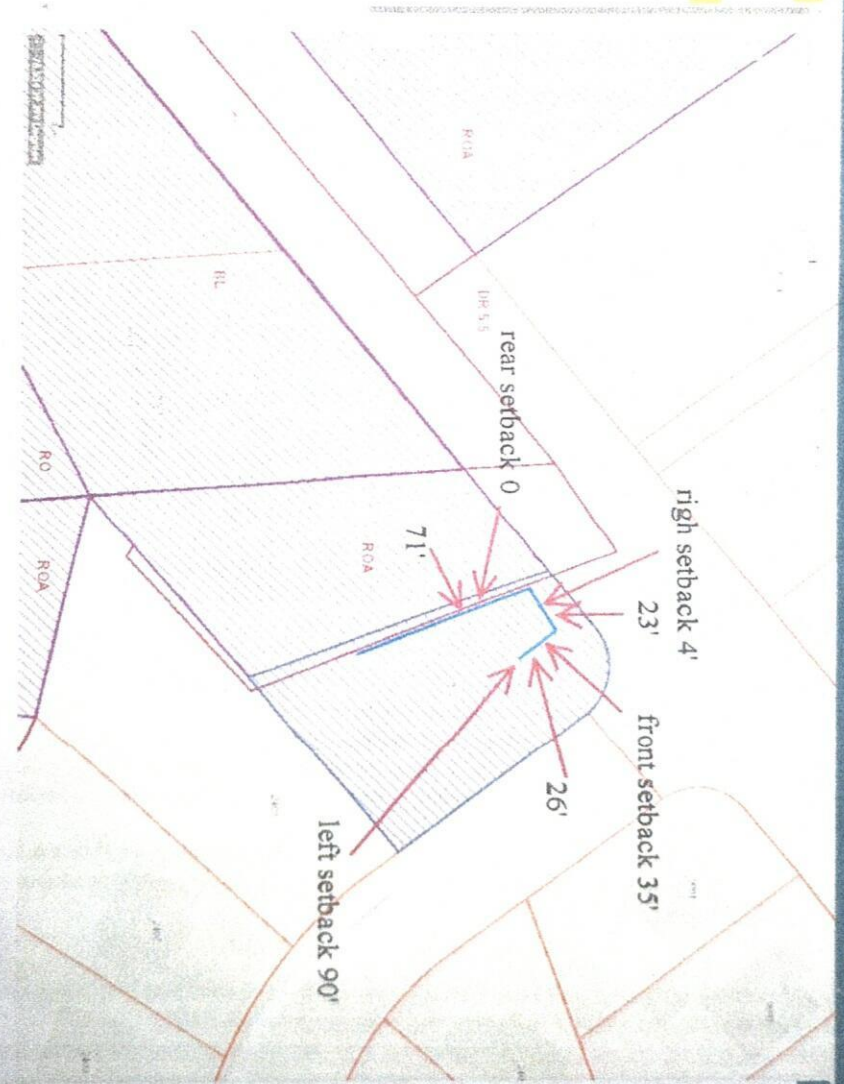 ROA
DR 5.5
BL
rear setback 0
righ setback 4'
23'
71'
ROA
RO
ROA
front setback 35'
26'
left setback 90'